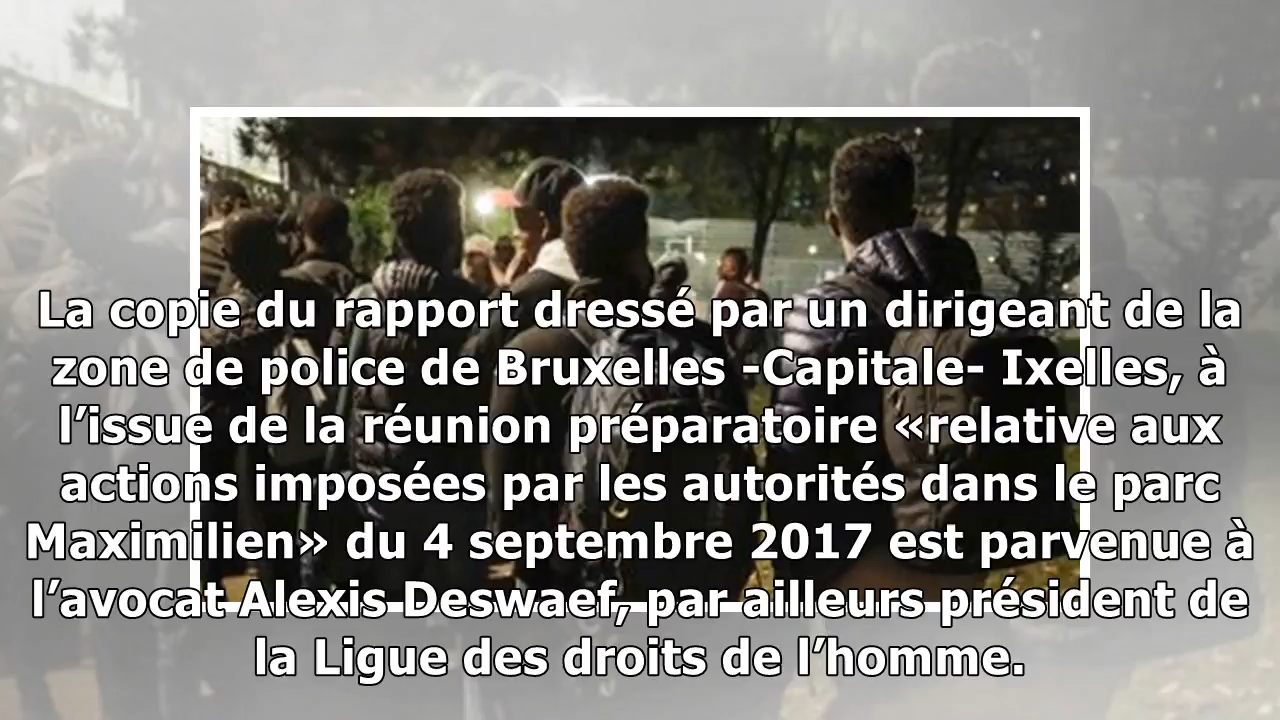 La copie du rapport dressé par un dirigeant de la
zone de police de Bruxelles -Capitale- Ixelles, à
l’issue de la réunion préparatoire «relative aux
actions imposées par les autorités dans le parc
Maximilien» du 4 septembre 2017 est parvenue à
l’avocat Alexis Deswaef, par ailleurs président de
la Ligue des droits de l’homme.